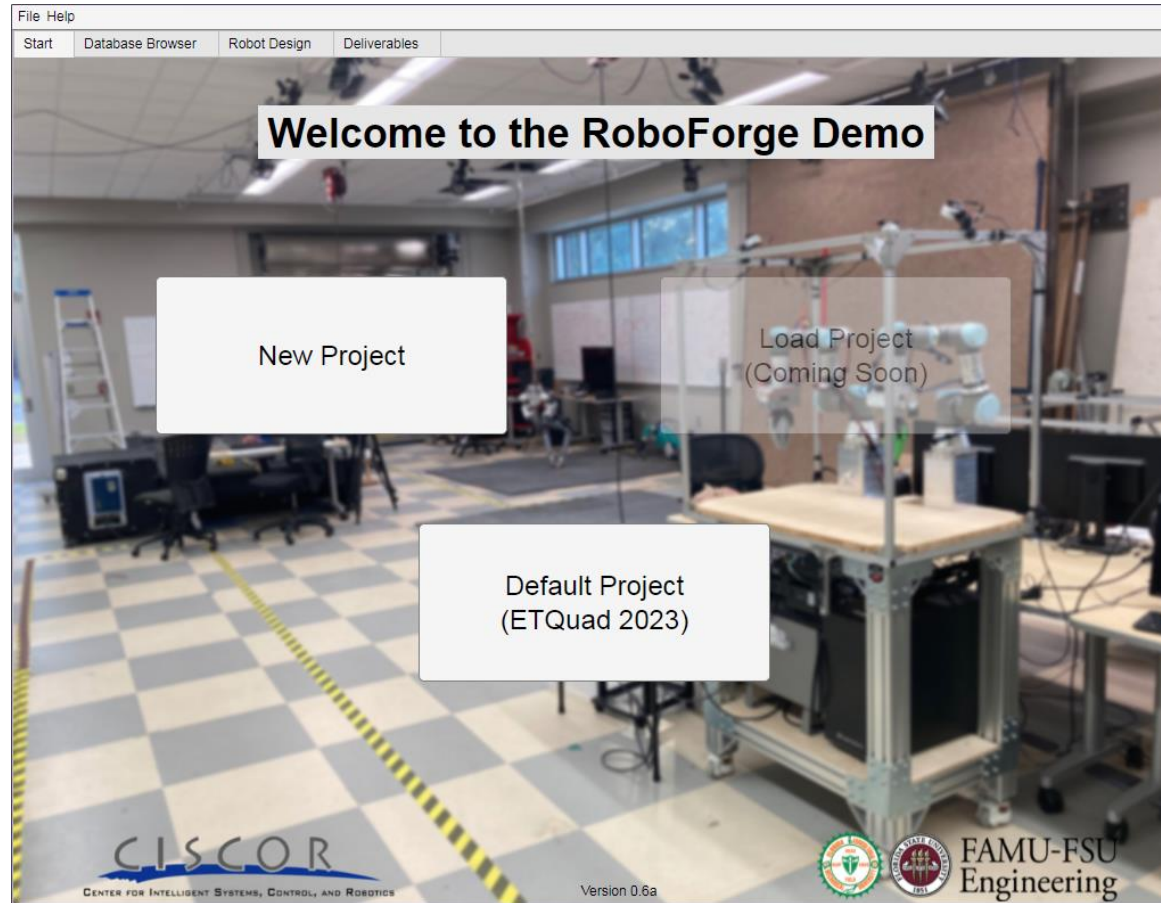 File Help
Start Database Browser Robot Design Deliverables
Welcome to the RoboForge Demo
New Project
Load Project
(Coming Soon)
Default Project
(ETQuad 2023)
CISCOR
CENTER FOR INTELLIGENT SYSTEMS, CONTROL, AND ROBOTICS
Version 0.6a
FAMU-FSU
Engineering